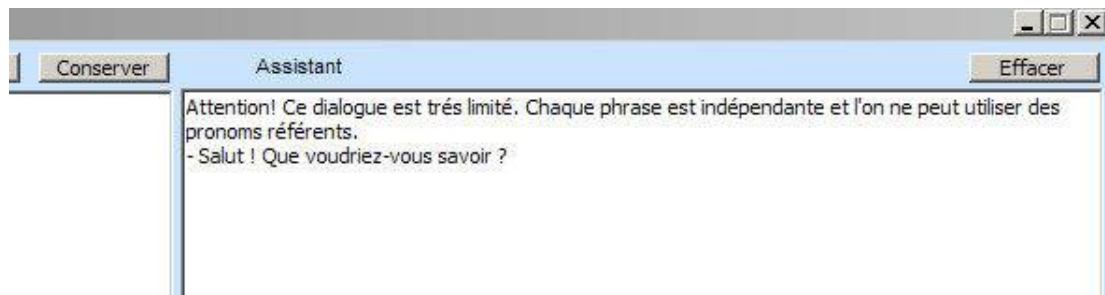 Conserver
Assistant
Effacer
Attention! Ce dialogue est trés limité. Chaque phrase est indépendante et l'on ne peut utiliser des
pronoms référents.
- Salut ! Que voudriez-vous savoir ?